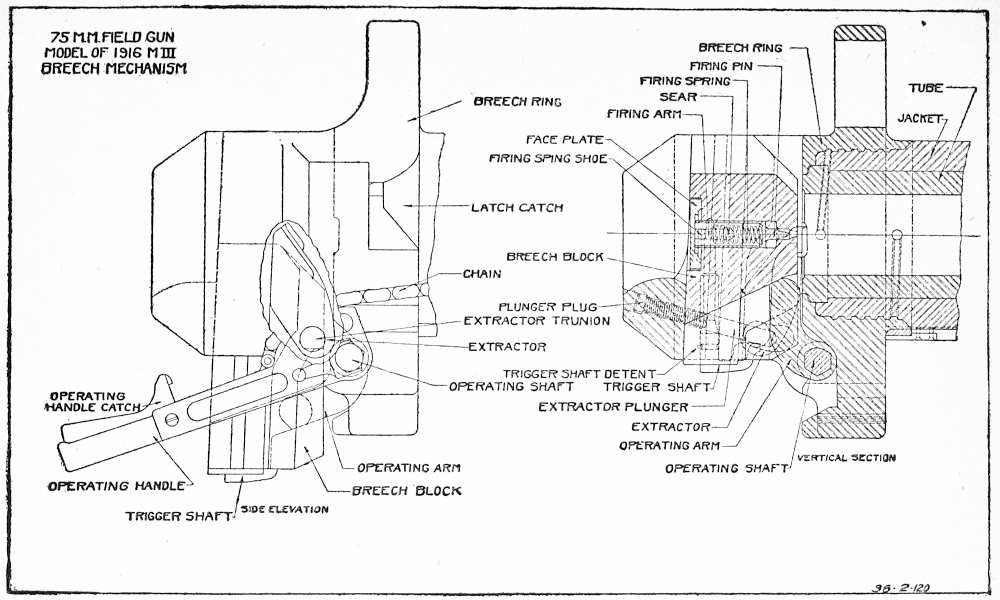 75 M.M. FIELD GUN
MODEL OF 1916 M III
BREECH MECHANISM
BREECH RING
LATCH CATCH
CHAIN
EXTRACTOR TRUNION
EXTRACTOR
OPERATING SHAFT
OPERATING
HANDLE CATCH
OPERATING HANDLE
TRIGGER SHAFT
SIDE ELEVATION
OPERATING ARM
BREECH BLOCK
BREECH RING
FIRING PIN
FIRING SPRING
SEAR
FIRING ARM
FACE PLATE
FIRING SPING SHOE
TUBE
JACKET
BREECH BLOCK
PLUNGER PLUG
TRIGGER SHAFT DETENT
TRIGGER SHAFT
EXTRACTOR PLUNGER
EXTRACTOR
OPERATING ARM
OPERATING SHAFT
VERTICAL SECTION
36-2-120